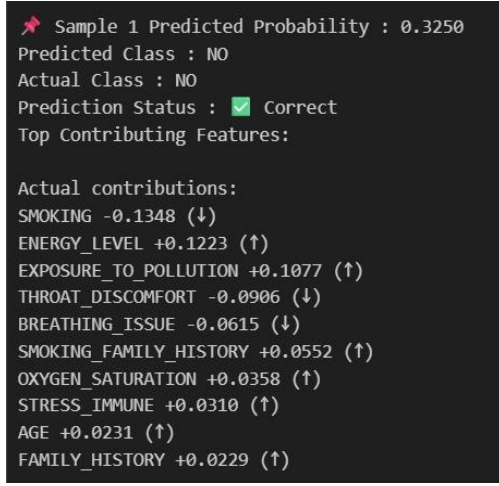 📌 Sample 1 Predicted Probability : 0.3250
Predicted Class : NO
Actual Class : NO
Prediction Status : ✅ Correct
Top Contributing Features:
Actual contributions:
SMOKING -0.1348 (↓)
ENERGY_LEVEL +0.1223 (↑)
EXPOSURE_TO_POLLUTION +0.1077 (↑)
THROAT_DISCOMFORT -0.0906 (↓)
BREATHING_ISSUE -0.0615 (↓)
SMOKING_FAMILY_HISTORY +0.0552 (↑)
OXYGEN_SATURATION +0.0358 (↑)
STRESS_IMMUNE +0.0310 (↑)
AGE +0.0231 (↑)
FAMILY_HISTORY +0.0229 (↑)